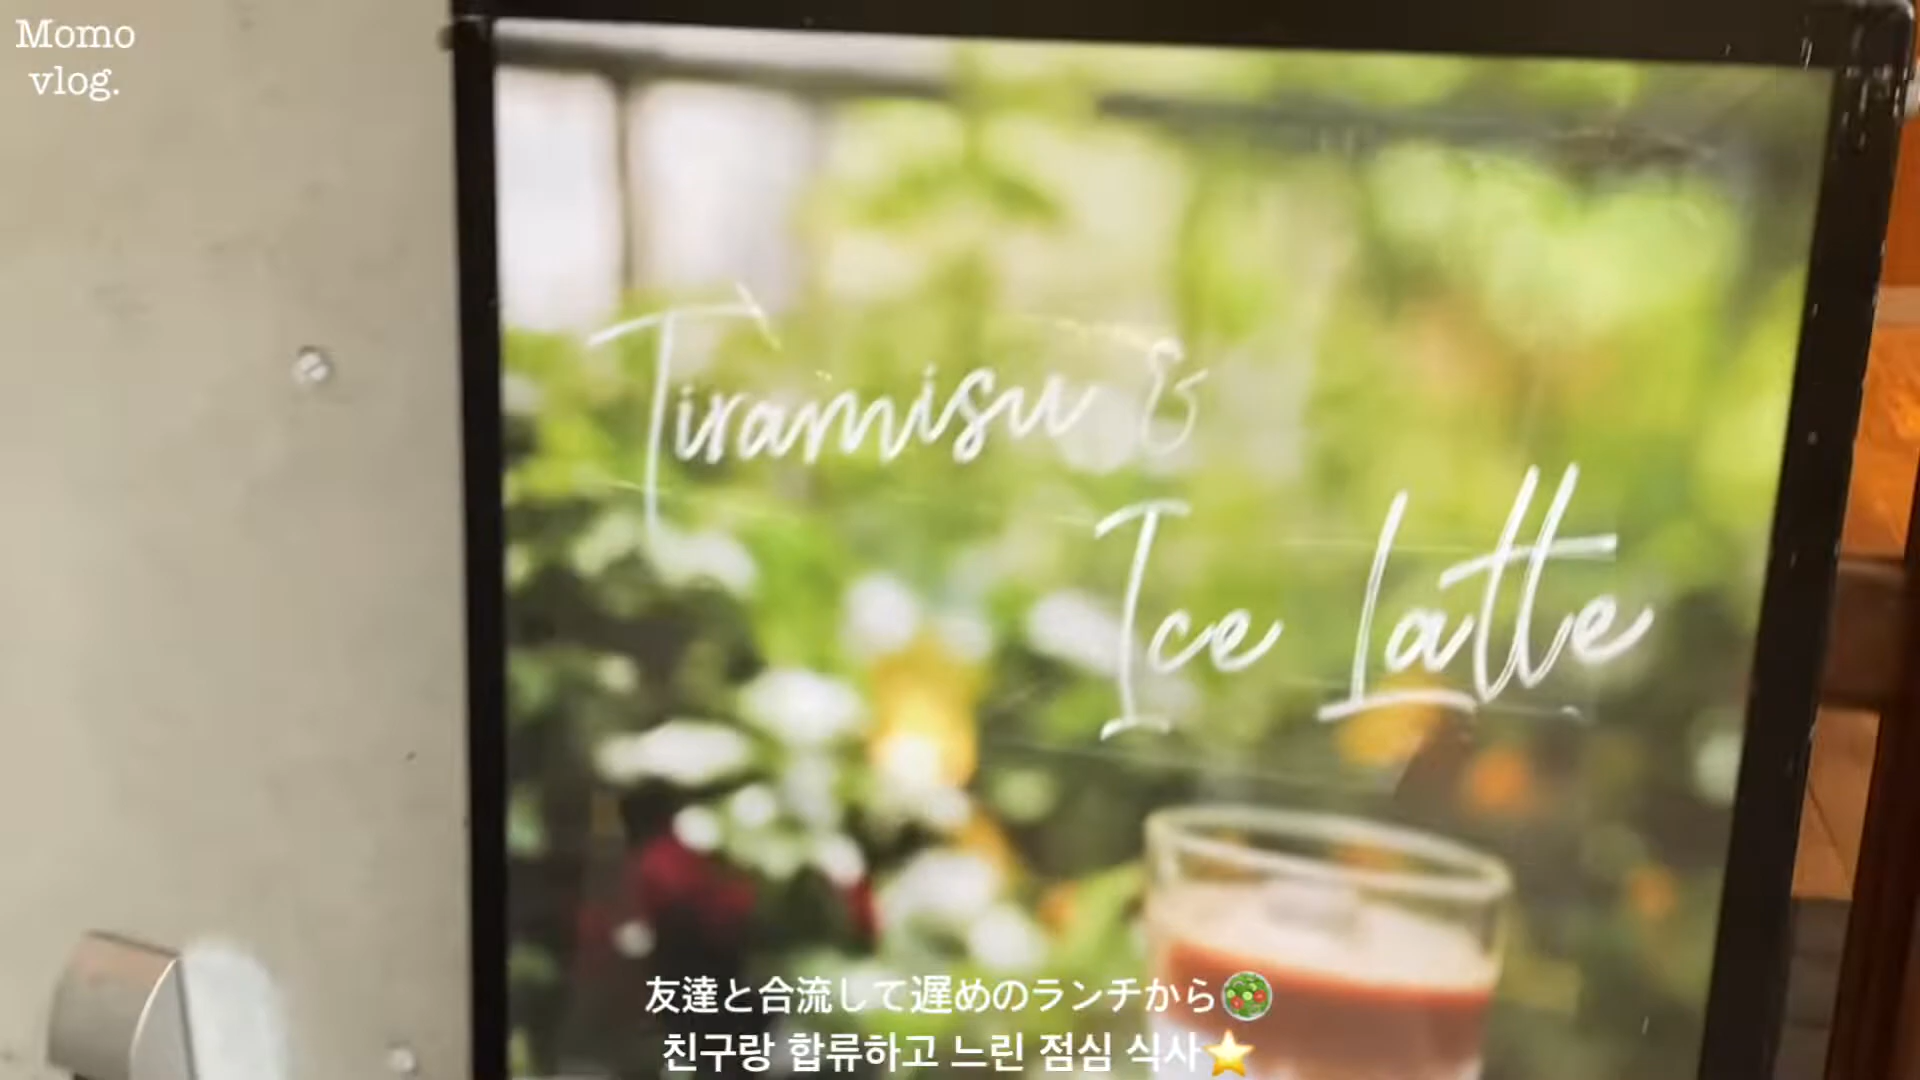 Momo
vlog.
Tiramisu &
Ice Latte
友達と合流して遅めのランチから🥗
친구랑 합류하고 느린 점심 식사⭐